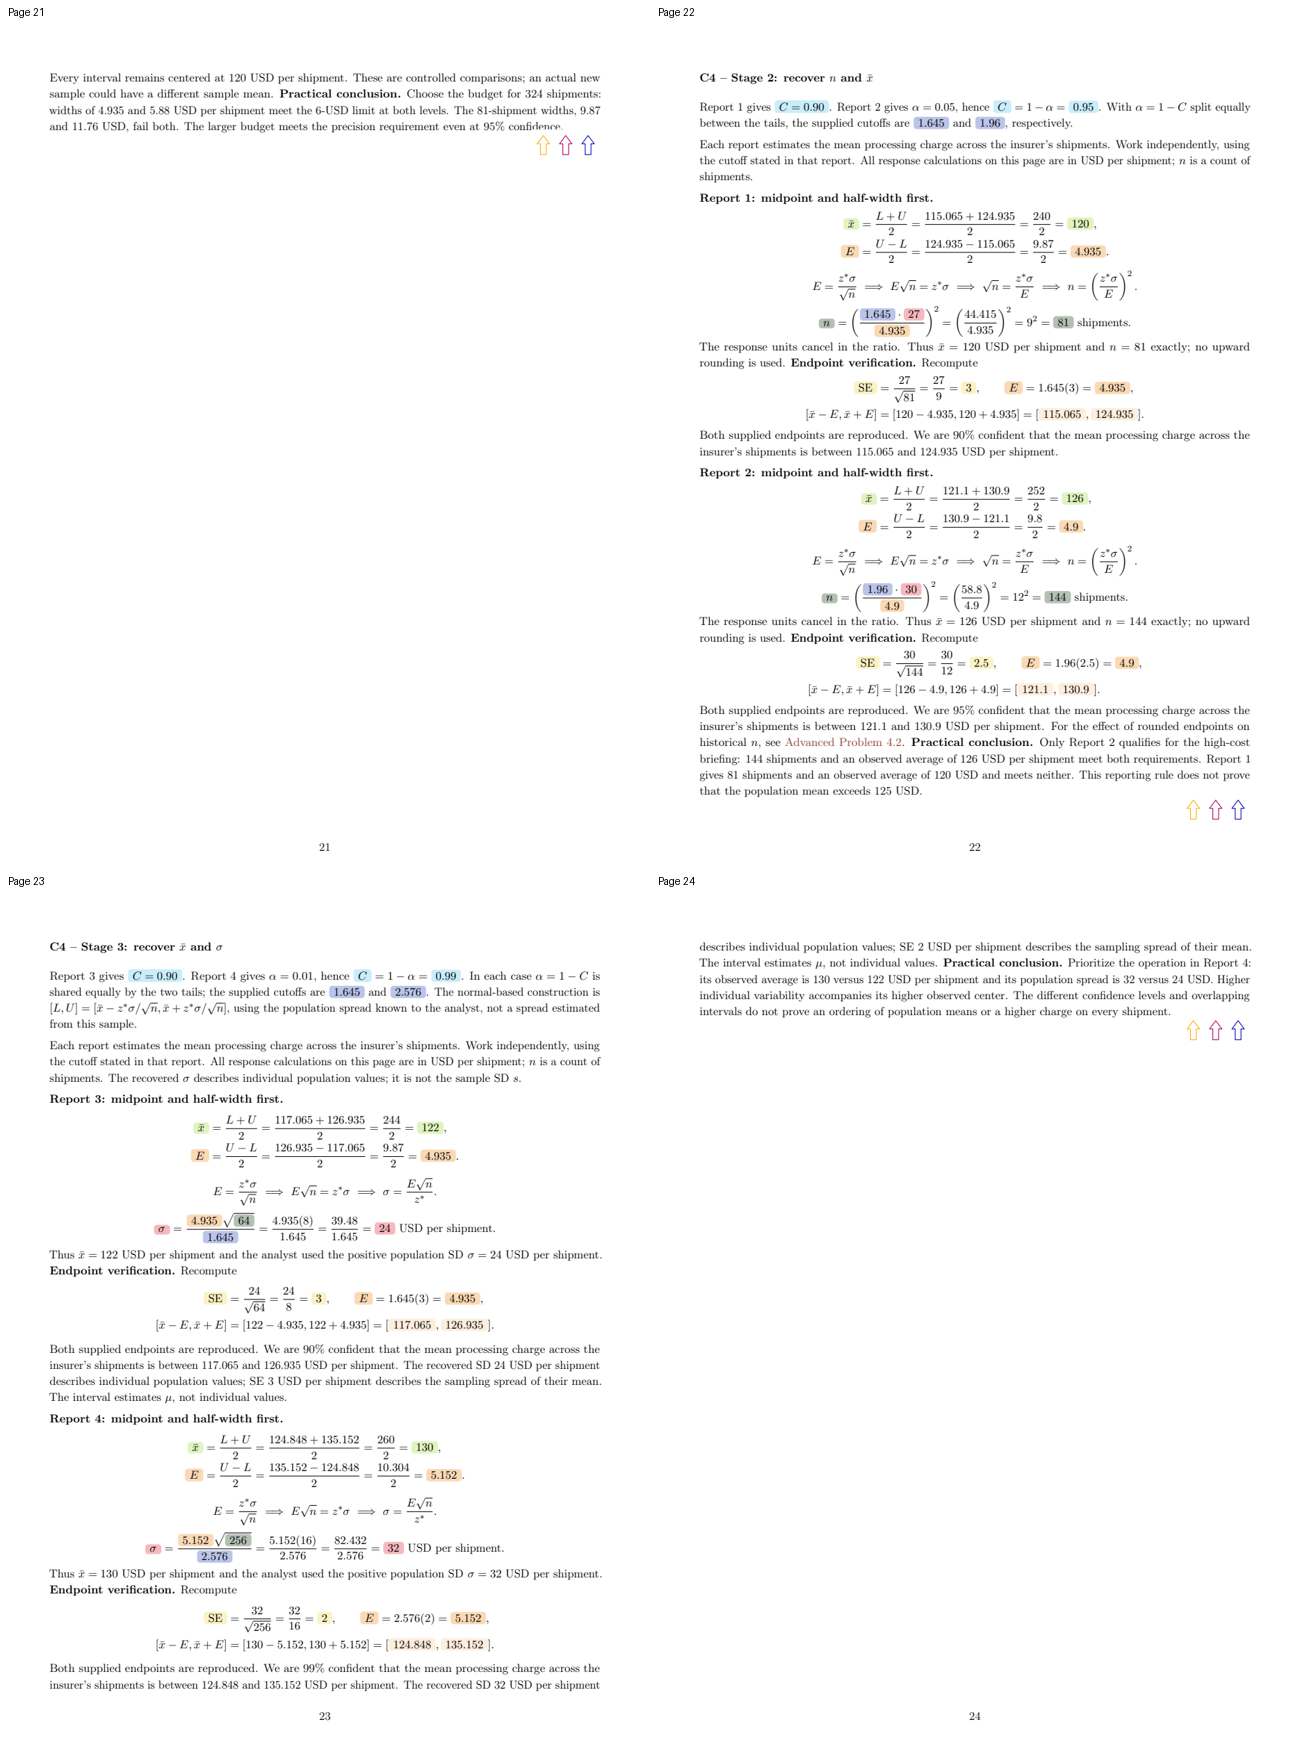 Page 21
Every interval remains centered at 120 USD per shipment. These are controlled comparisons; an actual new
sample could have a different sample mean. Practical conclusion. Choose the budget for 324 shipments:
widths of 4.935 and 5.88 USD per shipment meet the 6-USD limit at both levels. The 81-shipment widths, 9.87
and 11.76 USD, fail both. The larger budget meets the precision requirement even at 95% confidence.
21
Page 22
C4 – Stage 2: recover n and x̄
Report 1 gives C = 0.90 . Report 2 gives α = 0.05, hence C = 1 − α = 0.95 . With α = 1 − C split equally
between the tails, the supplied cutoffs are 1.645 and 1.96 , respectively.
Each report estimates the mean processing charge across the insurer's shipments. Work independently, using
the cutoff stated in that report. All response calculations on this page are in USD per shipment; n is a count of
shipments.
Report 1: midpoint and half-width first.
x̄ = (L + U)/2 = (115.065 + 124.935)/2 = 240/2 = 120 ,
E = (U − L)/2 = (124.935 − 115.065)/2 = 9.87/2 = 4.935 .
E = z*σ/√n ⟹ E√n = z*σ ⟹ √n = z*σ/E ⟹ n = (z*σ/E)² .
n = (1.645 · 27 / 4.935)² = (44.415/4.935)² = 9² = 81 shipments.
The response units cancel in the ratio. Thus x̄ = 120 USD per shipment and n = 81 exactly; no upward
rounding is used. Endpoint verification. Recompute
SE = 27/√81 = 27/9 = 3 , E = 1.645(3) = 4.935 ,
[x̄ − E, x̄ + E] = [120 − 4.935, 120 + 4.935] = [ 115.065 , 124.935 ].
Both supplied endpoints are reproduced. We are 90% confident that the mean processing charge across the
insurer's shipments is between 115.065 and 124.935 USD per shipment.
Report 2: midpoint and half-width first.
x̄ = (L + U)/2 = (121.1 + 130.9)/2 = 252/2 = 126 ,
E = (U − L)/2 = (130.9 − 121.1)/2 = 9.8/2 = 4.9 .
E = z*σ/√n ⟹ E√n = z*σ ⟹ √n = z*σ/E ⟹ n = (z*σ/E)² .
n = (1.96 · 30 / 4.9)² = (58.8/4.9)² = 12² = 144 shipments.
The response units cancel in the ratio. Thus x̄ = 126 USD per shipment and n = 144 exactly; no upward
rounding is used. Endpoint verification. Recompute
SE = 30/√144 = 30/12 = 2.5 , E = 1.96(2.5) = 4.9 ,
[x̄ − E, x̄ + E] = [126 − 4.9, 126 + 4.9] = [ 121.1 , 130.9 ].
Both supplied endpoints are reproduced. We are 95% confident that the mean processing charge across the
insurer's shipments is between 121.1 and 130.9 USD per shipment. For the effect of rounded endpoints on
historical n, see Advanced Problem 4.2. Practical conclusion. Only Report 2 qualifies for the high-cost
briefing: 144 shipments and an observed average of 126 USD per shipment meet both requirements. Report 1
gives 81 shipments and an observed average of 120 USD and meets neither. This reporting rule does not prove
that the population mean exceeds 125 USD.
22
Page 23
C4 – Stage 3: recover x̄ and σ
Report 3 gives C = 0.90 . Report 4 gives α = 0.01, hence C = 1 − α = 0.99 . In each case α = 1 − C is
shared equally by the two tails; the supplied cutoffs are 1.645 and 2.576 . The normal-based construction is
[L, U] = [x̄ − z*σ/√n, x̄ + z*σ/√n], using the population spread known to the analyst, not a spread estimated
from this sample.
Each report estimates the mean processing charge across the insurer's shipments. Work independently, using
the cutoff stated in that report. All response calculations on this page are in USD per shipment; n is a count of
shipments. The recovered σ describes individual population values; it is not the sample SD s.
Report 3: midpoint and half-width first.
x̄ = (L + U)/2 = (117.065 + 126.935)/2 = 244/2 = 122 ,
E = (U − L)/2 = (126.935 − 117.065)/2 = 9.87/2 = 4.935 .
E = z*σ/√n ⟹ E√n = z*σ ⟹ σ = E√n/z*.
σ = 4.935 √64 / 1.645 = 4.935(8)/1.645 = 39.48/1.645 = 24 USD per shipment.
Thus x̄ = 122 USD per shipment and the analyst used the positive population SD σ = 24 USD per shipment.
Endpoint verification. Recompute
SE = 24/√64 = 24/8 = 3 , E = 1.645(3) = 4.935 ,
[x̄ − E, x̄ + E] = [122 − 4.935, 122 + 4.935] = [ 117.065 , 126.935 ].
Both supplied endpoints are reproduced. We are 90% confident that the mean processing charge across the
insurer's shipments is between 117.065 and 126.935 USD per shipment. The recovered SD 24 USD per shipment
describes individual population values; SE 3 USD per shipment describes the sampling spread of their mean.
The interval estimates μ, not individual values.
Report 4: midpoint and half-width first.
x̄ = (L + U)/2 = (124.848 + 135.152)/2 = 260/2 = 130 ,
E = (U − L)/2 = (135.152 − 124.848)/2 = 10.304/2 = 5.152 .
E = z*σ/√n ⟹ E√n = z*σ ⟹ σ = E√n/z*.
σ = 5.152 √256 / 2.576 = 5.152(16)/2.576 = 82.432/2.576 = 32 USD per shipment.
Thus x̄ = 130 USD per shipment and the analyst used the positive population SD σ = 32 USD per shipment.
Endpoint verification. Recompute
SE = 32/√256 = 32/16 = 2 , E = 2.576(2) = 5.152 ,
[x̄ − E, x̄ + E] = [130 − 5.152, 130 + 5.152] = [ 124.848 , 135.152 ].
Both supplied endpoints are reproduced. We are 99% confident that the mean processing charge across the
insurer's shipments is between 124.848 and 135.152 USD per shipment. The recovered SD 32 USD per shipment
23
Page 24
describes individual population values; SE 2 USD per shipment describes the sampling spread of their mean.
The interval estimates μ, not individual values. Practical conclusion. Prioritize the operation in Report 4:
its observed average is 130 versus 122 USD per shipment and its population spread is 32 versus 24 USD. Higher
individual variability accompanies its higher observed center. The different confidence levels and overlapping
intervals do not prove an ordering of population means or a higher charge on every shipment.
24